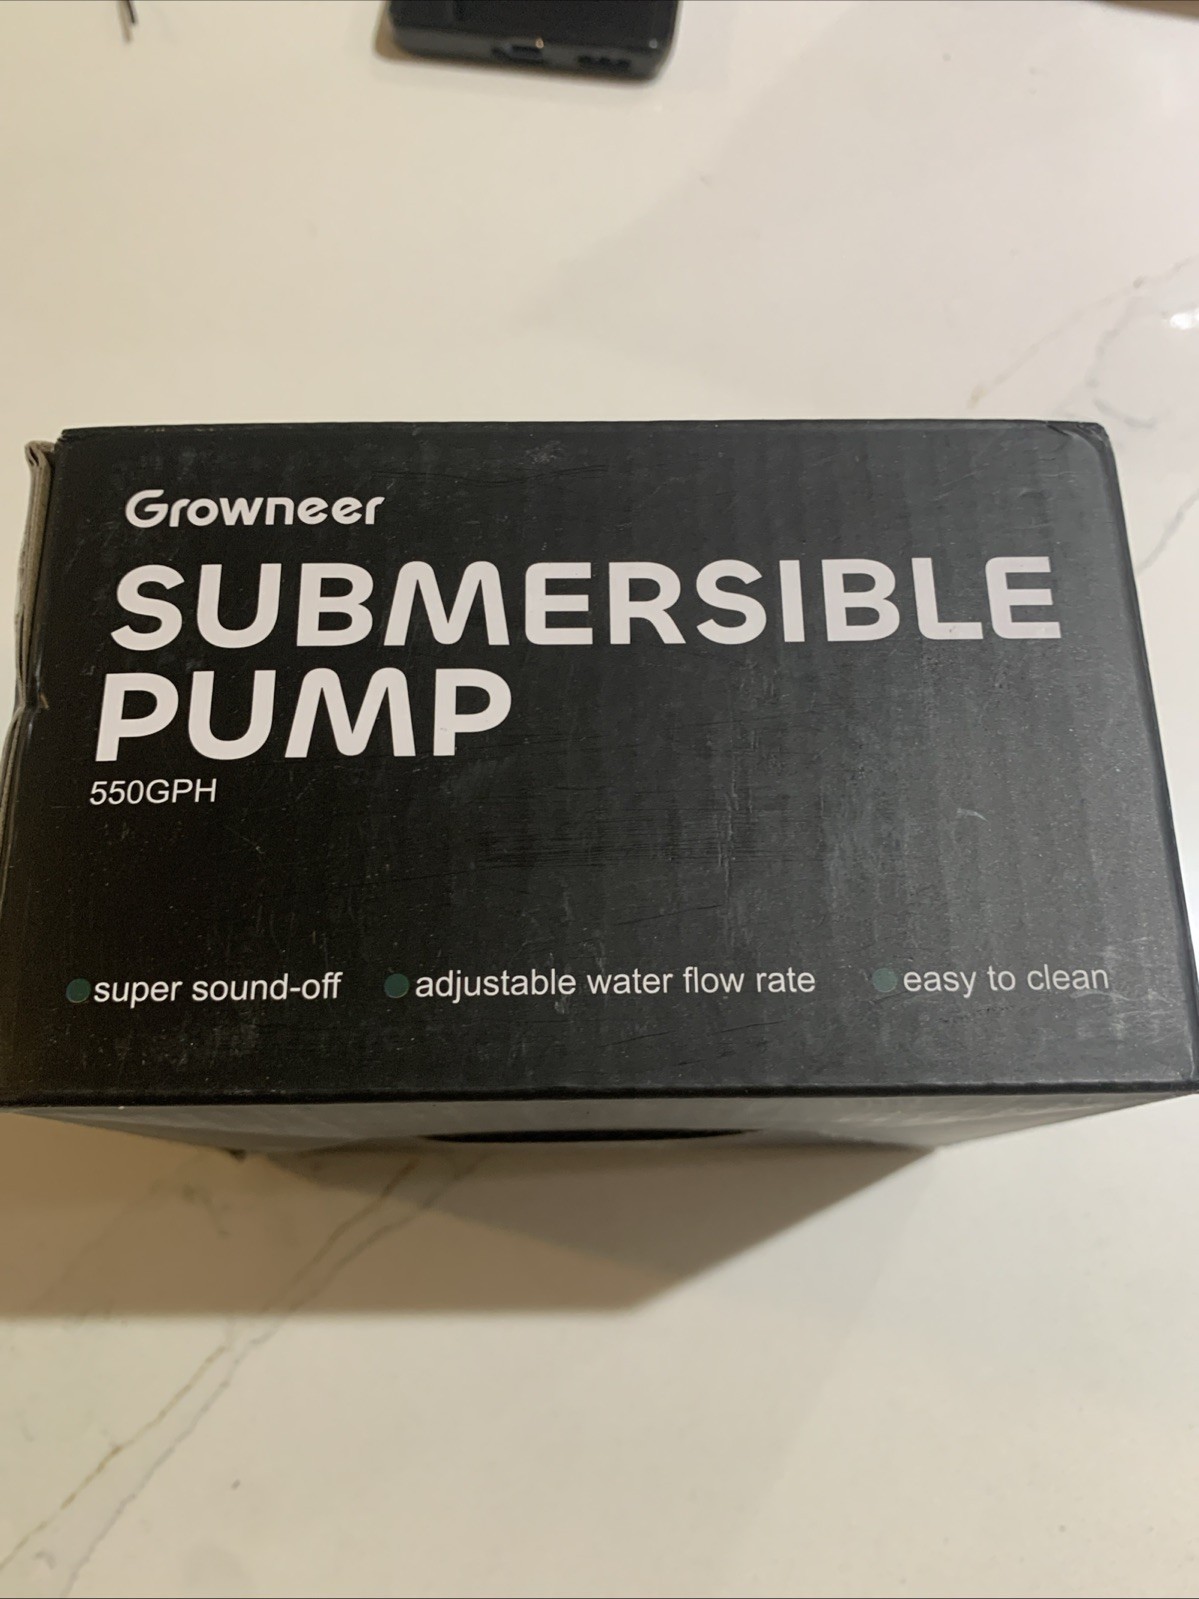 Growneer
SUBMERSIBLE
PUMP
550GPH
super sound-off
adjustable water flow rate
easy to clean